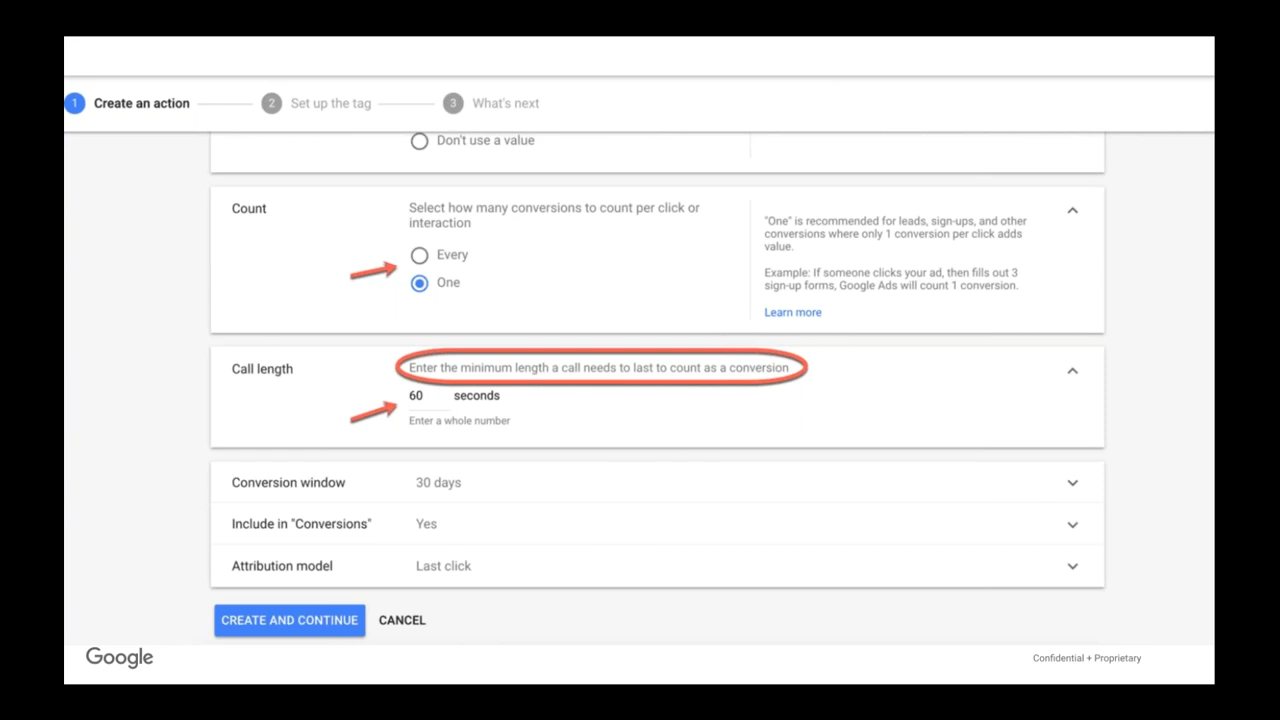 1 Create an action 2 Set up the tag 3 What's next
Don't use a value
Count
Select how many conversions to count per click or
interaction
Every
One
"One" is recommended for leads, sign-ups, and other
conversions where only 1 conversion per click adds
value.
Example: If someone clicks your ad, then fills out 3
sign-up forms, Google Ads will count 1 conversion.
Learn more
Call length
Enter the minimum length a call needs to last to count as a conversion
60 seconds
Enter a whole number
Conversion window 30 days
Include in "Conversions" Yes
Attribution model Last click
CREATE AND CONTINUE CANCEL
Google
Confidential + Proprietary